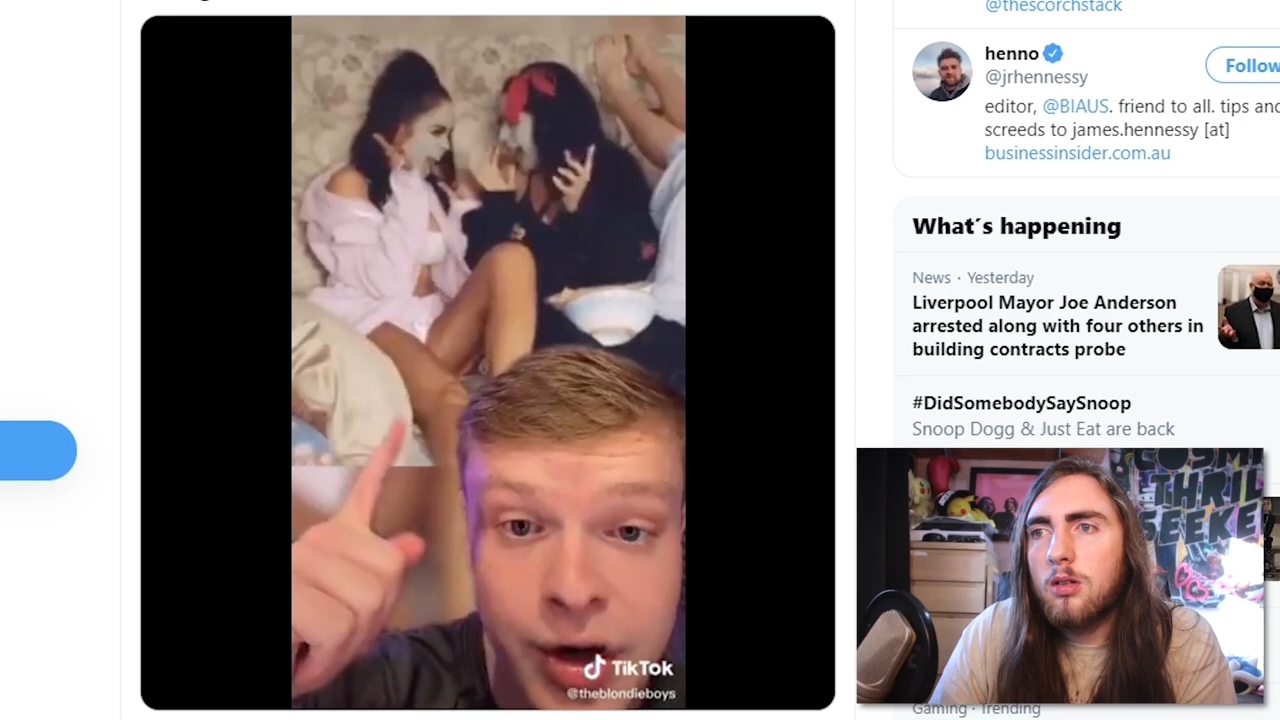 @thescorchstack
henno
Follow
@jrhennessy
editor, @BIAUS. friend to all. tips and
screeds to james.hennessy [at]
businessinsider.com.au
What´s happening
News · Yesterday
Liverpool Mayor Joe Anderson
arrested along with four others in
building contracts probe
#DidSomebodySaySnoop
Snoop Dogg & Just Eat are back
THRIL
SEEKE
TikTok
@theblondieboys
Gaming · Trending